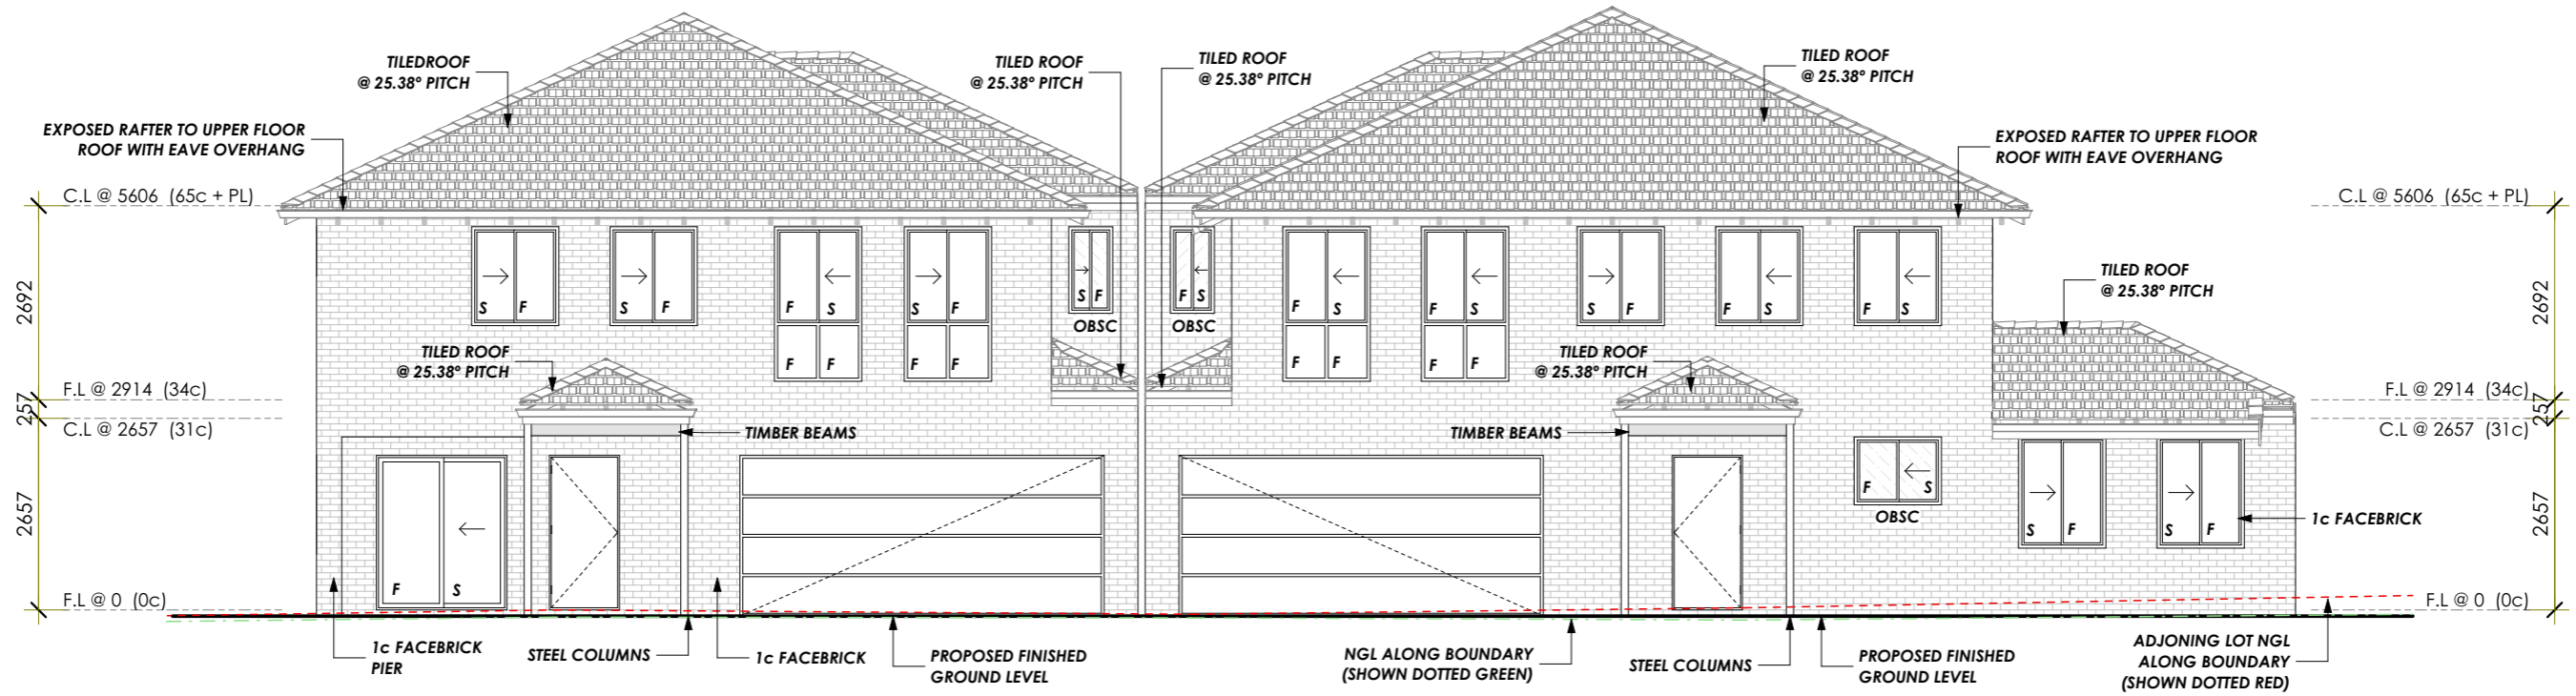 TILEDROOF
@ 25.38° PITCH
TILED ROOF
@ 25.38° PITCH
TILED ROOF
@ 25.38° PITCH
TILED ROOF
@ 25.38° PITCH
EXPOSED RAFTER TO UPPER FLOOR
ROOF WITH EAVE OVERHANG
EXPOSED RAFTER TO UPPER FLOOR
ROOF WITH EAVE OVERHANG
C.L @ 5606 (65c + PL)
C.L @ 5606 (65c + PL)
2692
2692
TILED ROOF
@ 25.38° PITCH
S F
S F
F S
S F
S F
F S
F S
F S
S F
F S
F S
OBSC
OBSC
F F
F F
F F
F F
TILED ROOF
@ 25.38° PITCH
TILED ROOF
@ 25.38° PITCH
F.L @ 2914 (34c)
F.L @ 2914 (34c)
257
257
C.L @ 2657 (31c)
C.L @ 2657 (31c)
TIMBER BEAMS
TIMBER BEAMS
2657
2657
F S
OBSC
S F
S F
1c FACEBRICK
F S
F.L @ 0 (0c)
F.L @ 0 (0c)
1c FACEBRICK
PIER
STEEL COLUMNS
1c FACEBRICK
PROPOSED FINISHED
GROUND LEVEL
NGL ALONG BOUNDARY
(SHOWN DOTTED GREEN)
STEEL COLUMNS
PROPOSED FINISHED
GROUND LEVEL
ADJONING LOT NGL
ALONG BOUNDARY
(SHOWN DOTTED RED)